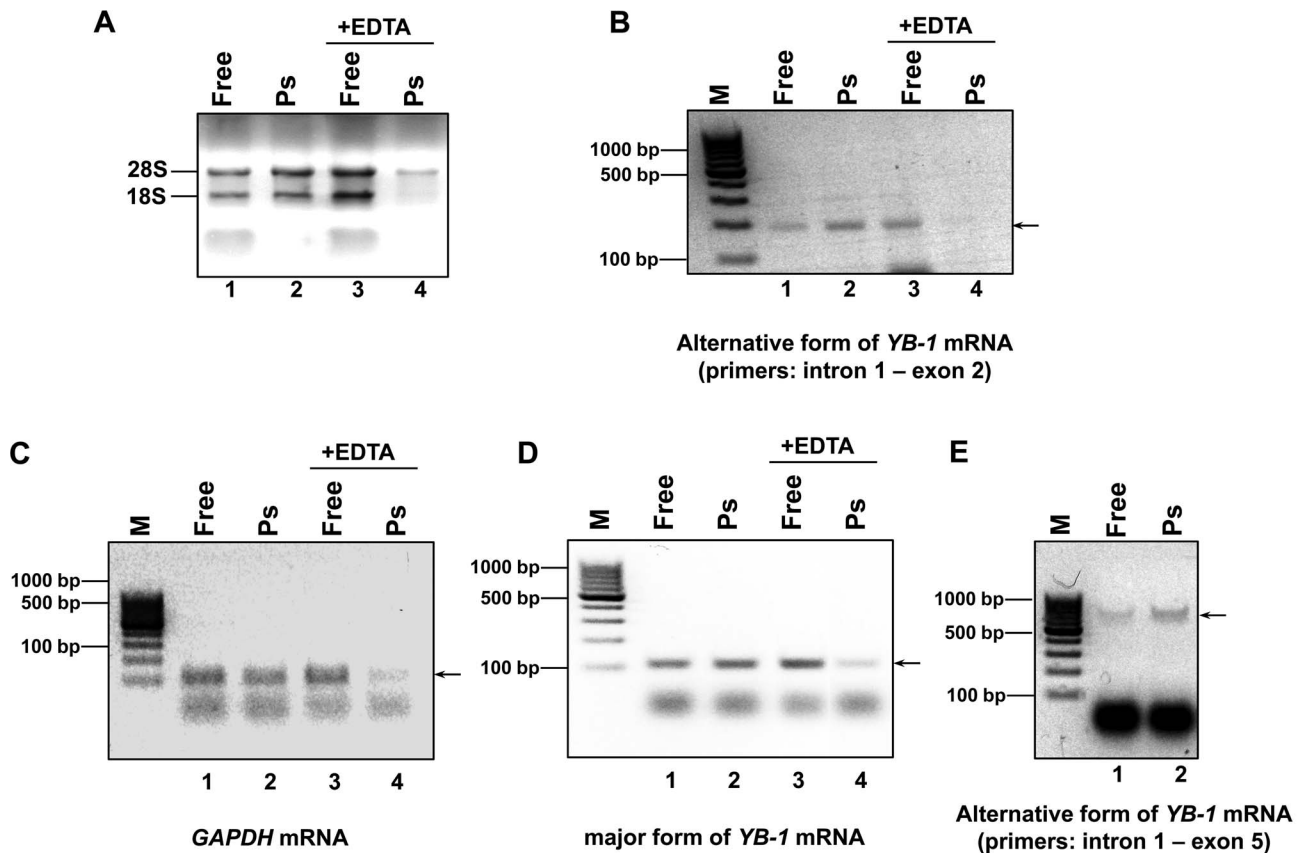 A
+EDTA
Free
Ps
Free
Ps
28S
18S
1
2
3
4
B
+EDTA
M
Free
Ps
Free
Ps
1000 bp
500 bp
100 bp
1
2
3
4
Alternative form of YB-1 mRNA
(primers: intron 1 – exon 2)
C
+EDTA
M
Free
Ps
Free
Ps
1000 bp
500 bp
100 bp
1
2
3
4
GAPDH mRNA
D
+EDTA
M
Free
Ps
Free
Ps
1000 bp
500 bp
100 bp
1
2
3
4
major form of YB-1 mRNA
E
M
Free
Ps
1000 bp
500 bp
100 bp
1
2
Alternative form of YB-1 mRNA
(primers: intron 1 – exon 5)